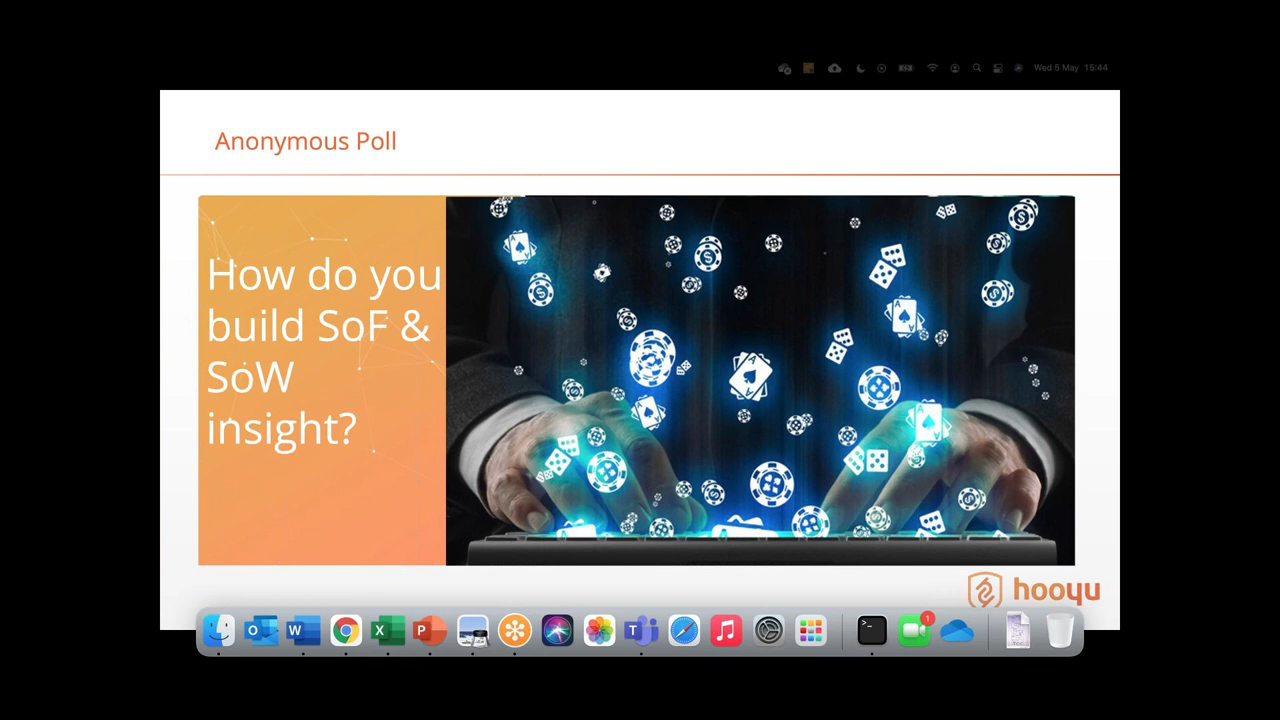 Wed 5 May 15:44
Anonymous Poll
How do you
build SoF &
SoW
insight?
hooyu